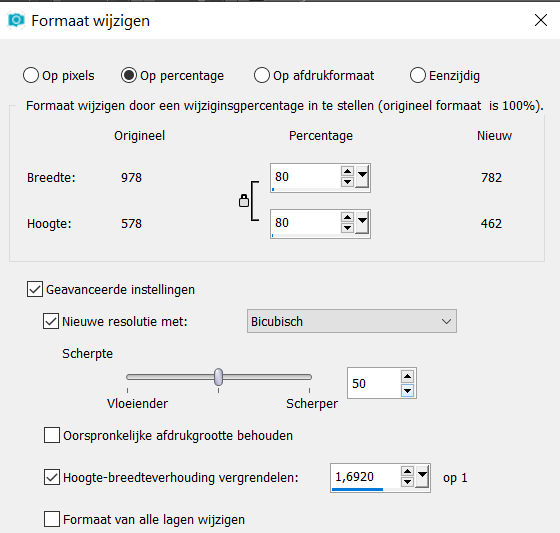 Formaat wijzigen
Op pixels Op percentage Op afdrukformaat Eenzijdig
Formaat wijzigen door een wijziginsgpercentage in te stellen (origineel formaat is 100%).
Origineel Percentage Nieuw
Breedte: 978 80 782
Hoogte: 578 80 462
Geavanceerde instellingen
Nieuwe resolutie met: Bicubisch
Scherpte
50
Vloeiender Scherper
Oorspronkelijke afdrukgrootte behouden
Hoogte-breedteverhouding vergrendelen: 1,6920 op 1
Formaat van alle lagen wijzigen